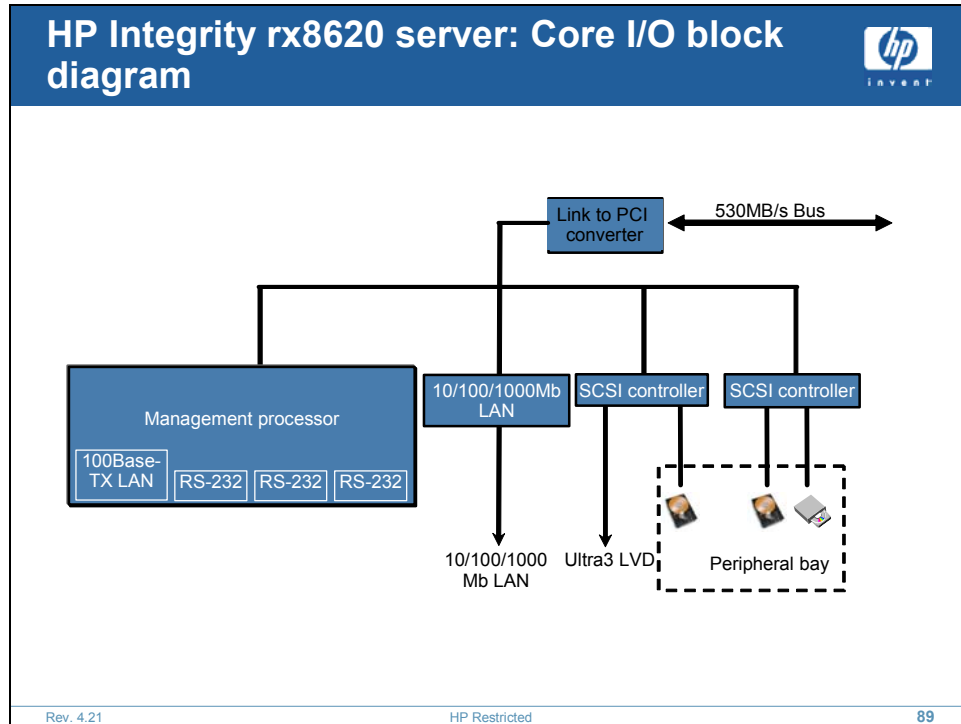 HP Integrity rx8620 server: Core I/O block
diagram
hp
invent
Link to PCI
converter
530MB/s Bus
Management processor
100Base-
TX LAN
RS-232
RS-232
RS-232
10/100/1000Mb
LAN
SCSI controller
SCSI controller
10/100/1000
Mb LAN
Ultra3 LVD
Peripheral bay
Rev. 4.21
HP Restricted
89